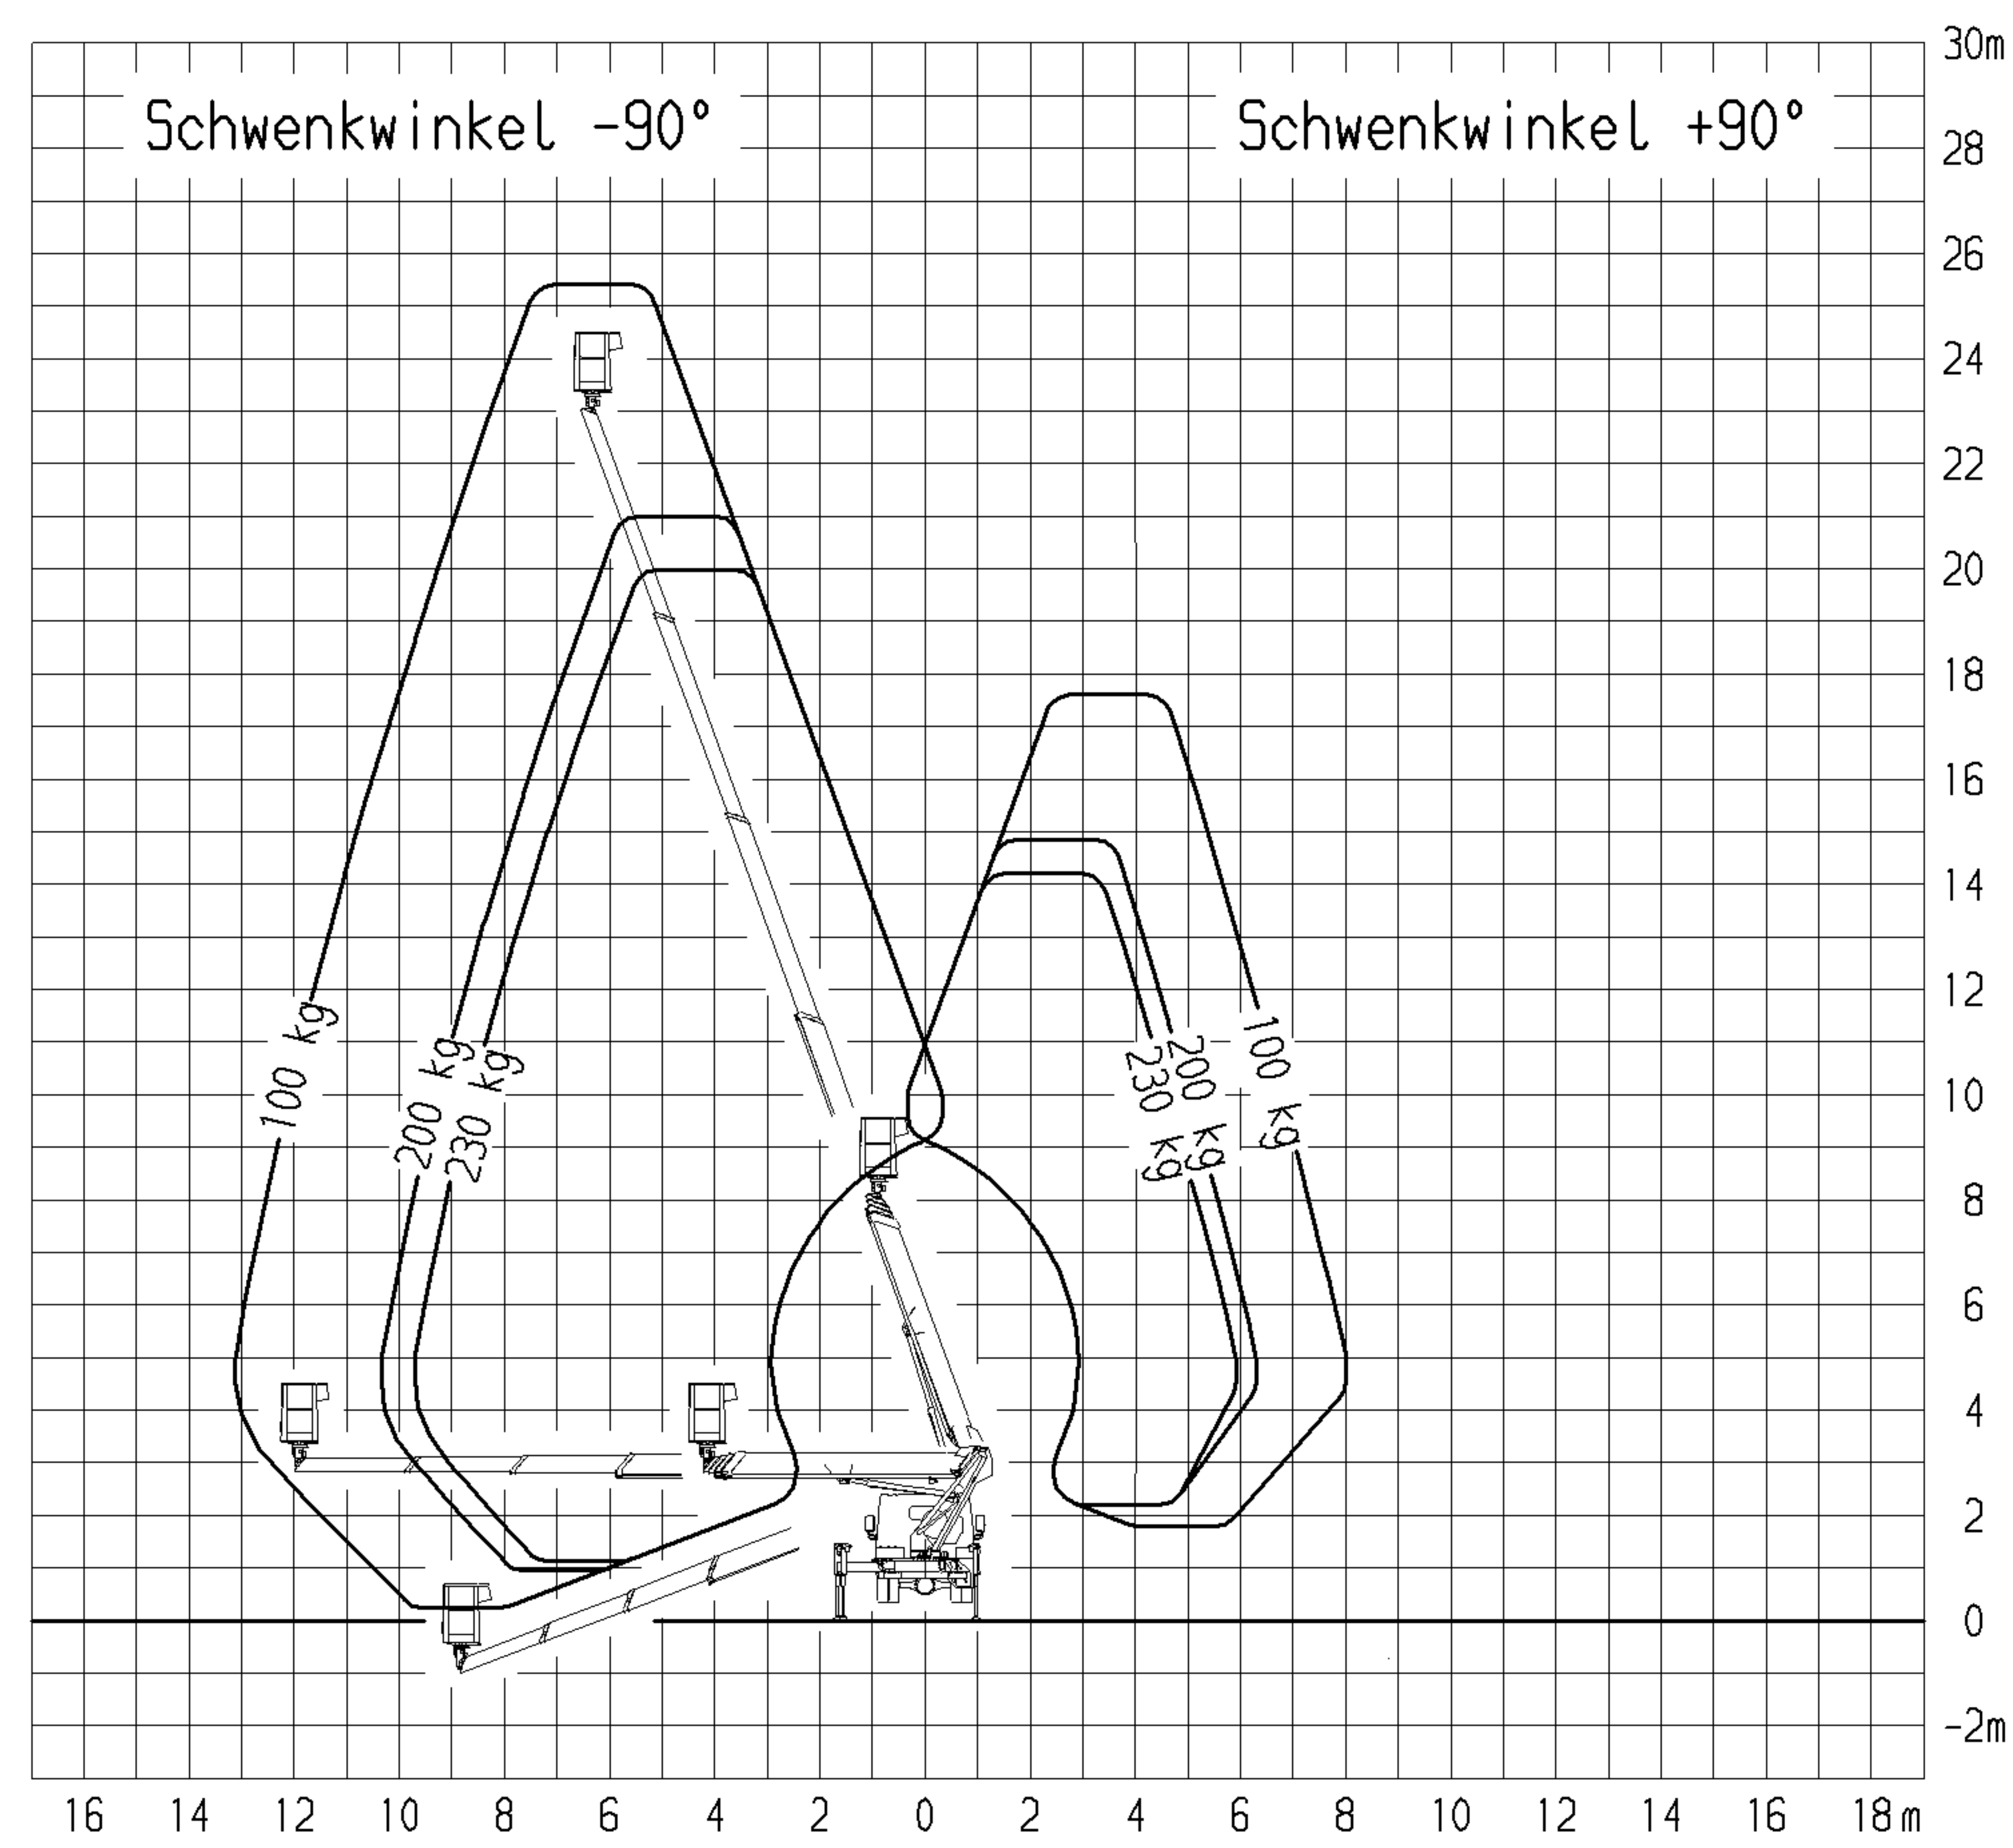 30m
Schwenkwinkel -90° Schwenkwinkel +90°
28
26
24
22
20
18
16
14
12
10
8
6
4
2
0
-2m
100 kg
200 kg
230 kg
230 kg
200 kg
100 kg
16 14 12 10 8 6 4 2 0 2 4 6 8 10 12 14 16 18 m